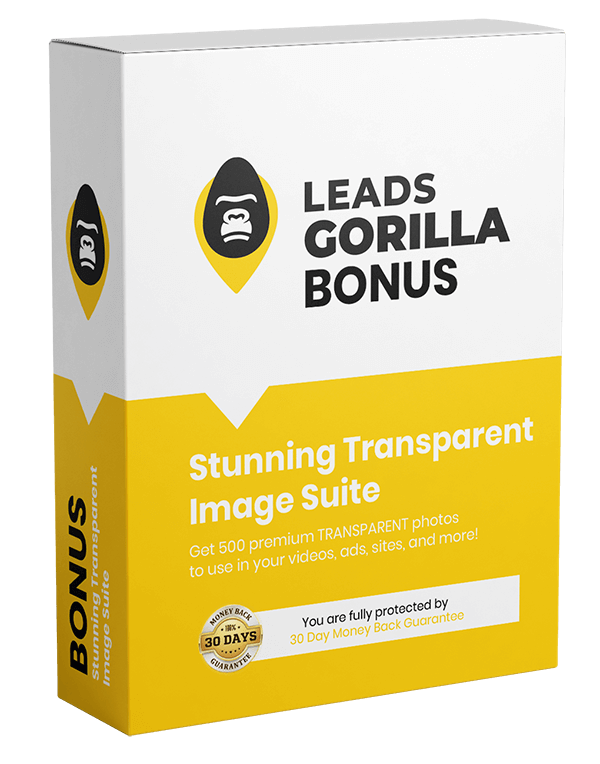 LEADS
GORILLA
BONUS
Stunning Transparent
Image Suite
Get 500 premium TRANSPARENT photos
to use in your videos, ads, sites, and more!
MONEY BACK
100%
30 DAYS
GUARANTEE
You are fully protected by
30 Day Money Back Guarantee
BONUS
Stunning Transparent
Image Suite